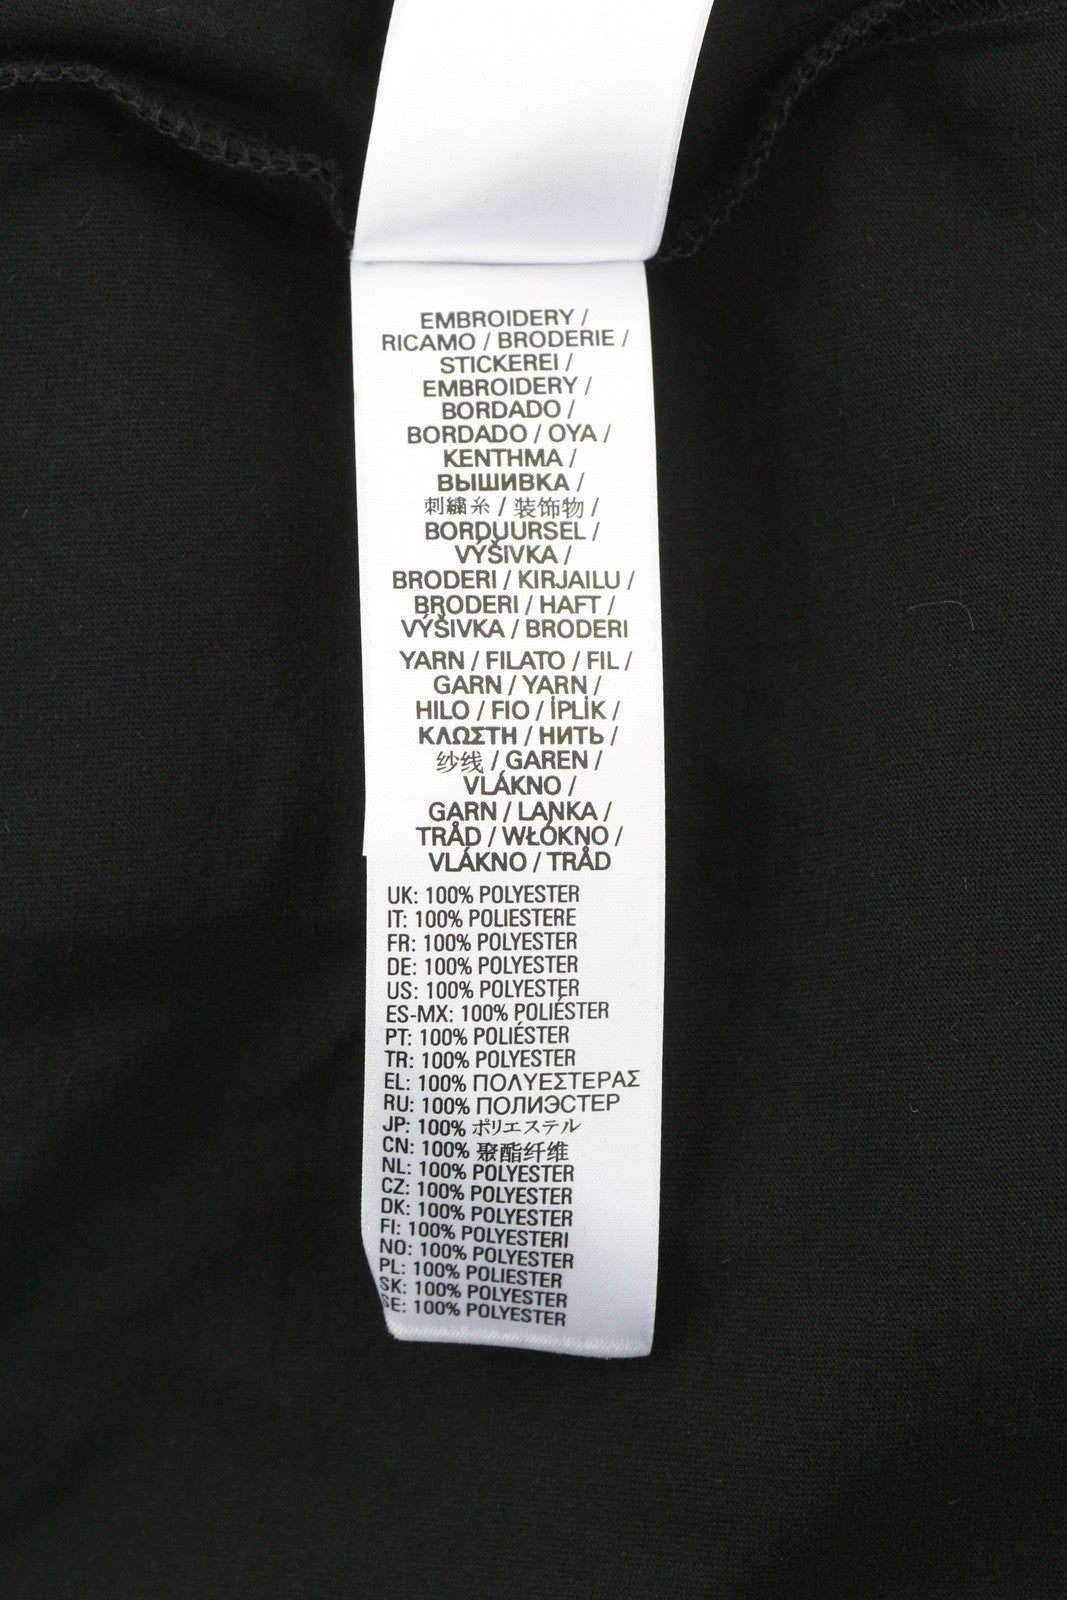 EMBROIDERY /
RICAMO / BRODERIE /
STICKEREI /
EMBROIDERY /
BORDADO /
BORDADO / OYA /
ΚΕΝΤΗΜΑ /
ВЫШИВКА /
刺繍糸 / 装饰物 /
BORDUURSEL /
VÝŠIVKA /
BRODERI / KIRJAILU /
BRODERI / HAFT /
VÝŠIVKA / BRODERI
YARN / FILATO / FIL /
GARN / YARN /
HILO / FIO / İPLİK /
ΚΛΩΣΤΗ / НИТЬ /
纱线 / GAREN /
VLÁKNO /
GARN / LANKA /
TRÅD / WŁÓKNO /
VLÁKNO / TRÅD
UK: 100% POLYESTER
IT: 100% POLIESTERE
FR: 100% POLYESTER
DE: 100% POLYESTER
US: 100% POLYESTER
ES-MX: 100% POLIÉSTER
PT: 100% POLIÉSTER
TR: 100% POLYESTER
EL: 100% ΠΟΛΥΕΣΤΕΡΑΣ
RU: 100% ПОЛИЭСТЕР
JP: 100% ポリエステル
CN: 100% 聚酯纤维
NL: 100% POLYESTER
CZ: 100% POLYESTER
DK: 100% POLYESTER
FI: 100% POLYESTERI
NO: 100% POLYESTER
PL: 100% POLIESTER
SK: 100% POLYESTER
SE: 100% POLYESTER